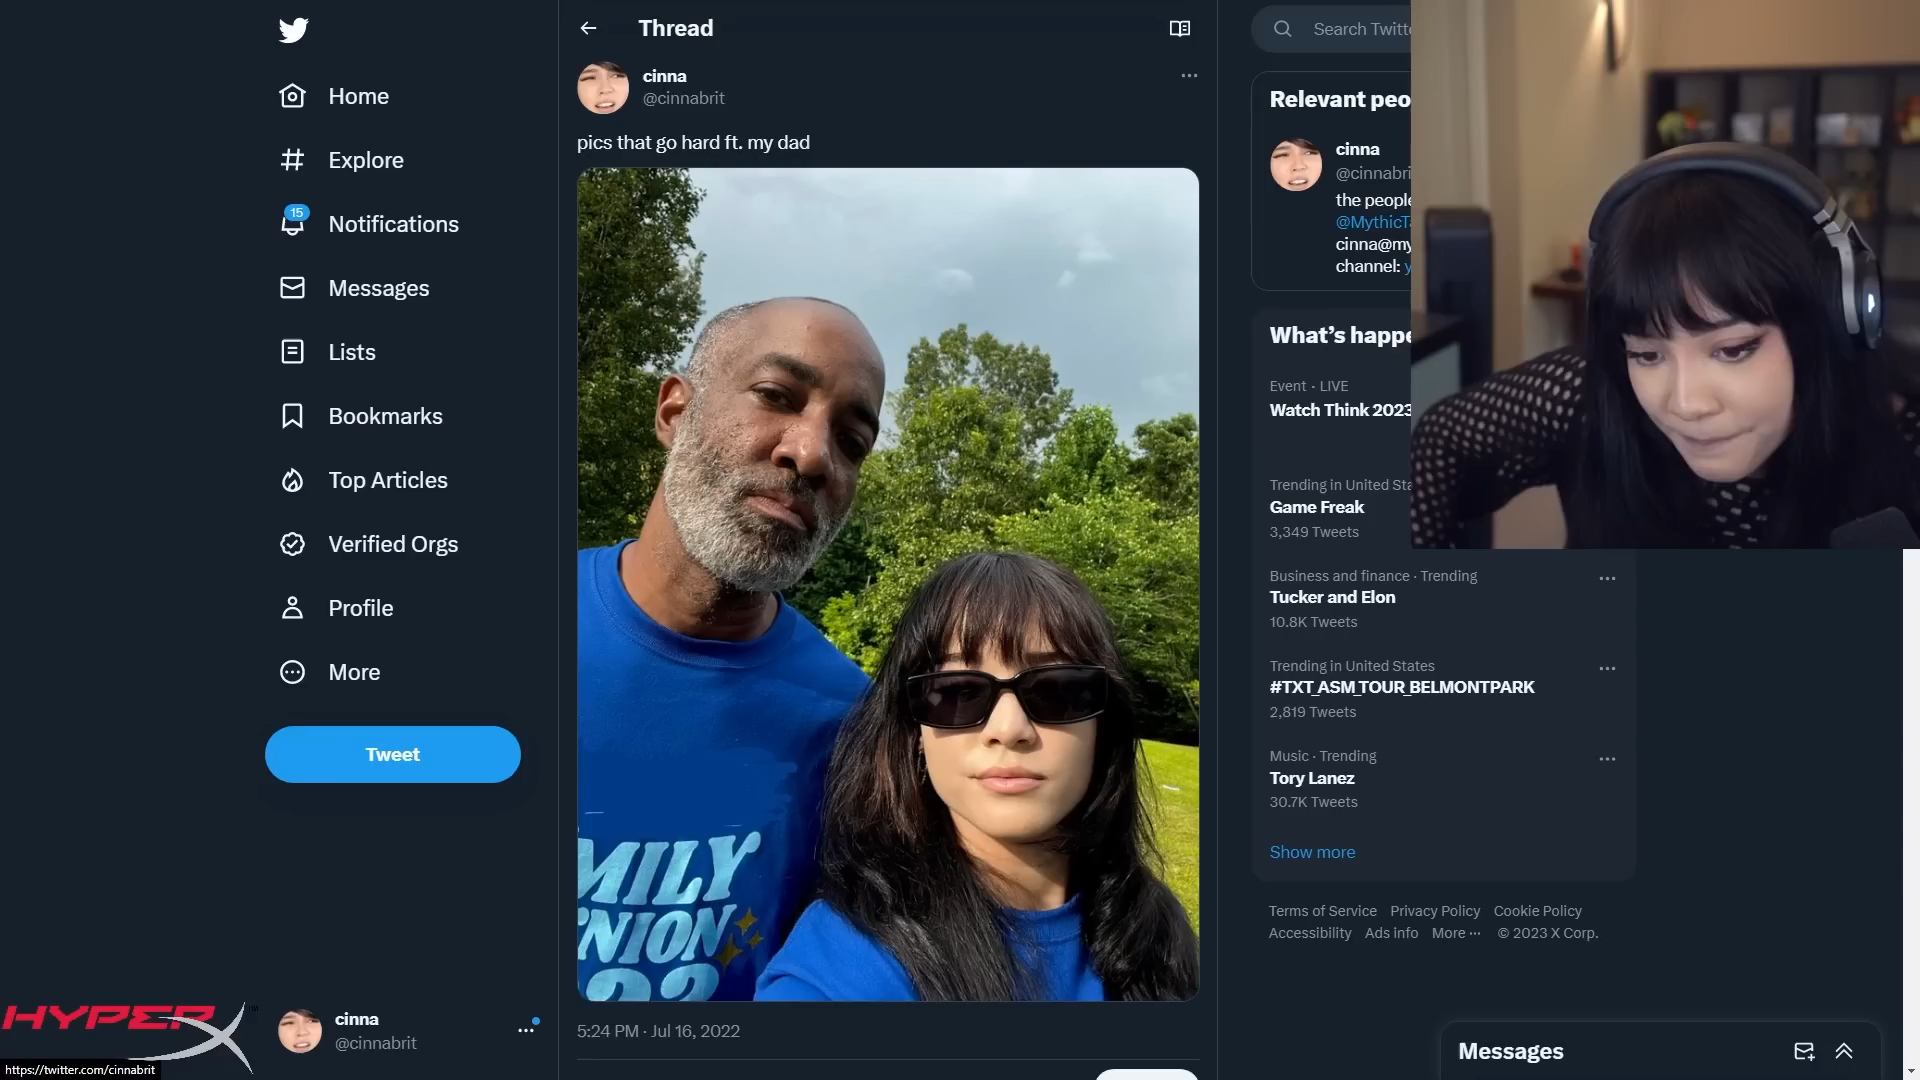 Home
Explore
15
Notifications
Messages
Lists
Bookmarks
Top Articles
Verified Orgs
Profile
More
Tweet
cinna
@cinnabrit
HYPERX
https://twitter.com/cinnabrit
Thread
cinna
@cinnabrit
pics that go hard ft. my dad
MILY
NION
22
5:24 PM · Jul 16, 2022
Relevant peo
cinna
@cinnabri
the people
@MythicTa
cinna@my
channel: y
What's happe
Event · LIVE
Watch Think 2023
Trending in United Sta
Game Freak
3,349 Tweets
Business and finance · Trending
Tucker and Elon
10.8K Tweets
Trending in United States
#TXT_ASM_TOUR_BELMONTPARK
2,819 Tweets
Music · Trending
Tory Lanez
30.7K Tweets
Show more
Terms of Service Privacy Policy Cookie Policy
Accessibility Ads info More ··· © 2023 X Corp.
Search Twitte
Messages